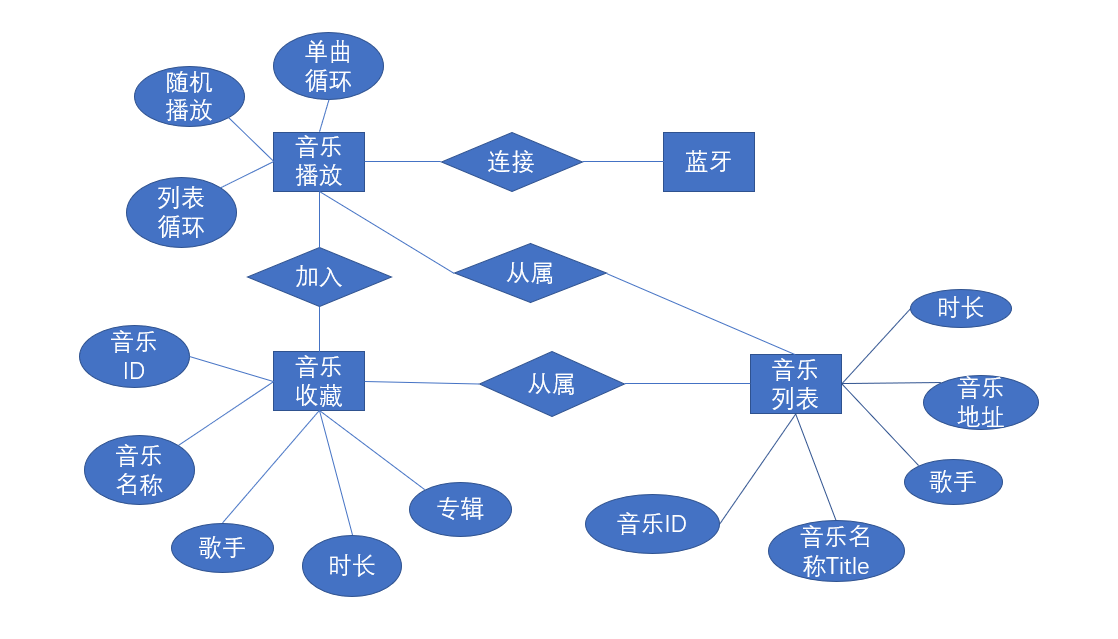 单曲
循环
随机
播放
音乐
播放
连接
蓝牙
列表
循环
加入
从属
时长
音乐
ID
音乐
收藏
从属
音乐
列表
音乐
地址
音乐
名称
歌手
专辑
音乐ID
音乐名
称Title
歌手
时长